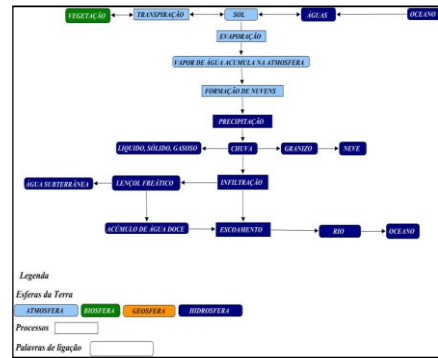 VEGETAÇÃO TRANSPIRAÇÃO SOL ÁGUAS OCEANO
EVAPORAÇÃO
VAPOR DE ÁGUA ACUMULA NA ATMOSFERA
FORMAÇÃO DE NUVENS
PRECIPITAÇÃO
LIQUIDO, SÓLIDO, GASOSO CHUVA GRANIZO NEVE
ÁGUA SUBTERRÂNEA LENÇOL FREÁTICO INFILTRAÇÃO
ACÚMULO DE ÁGUA DOCE ESCOAMENTO RIO OCEANO
Legenda
Esferas da Terra
ATMOSFERA BIOSFERA GEOSFERA HIDROSFERA
Processos
Palavras de ligação